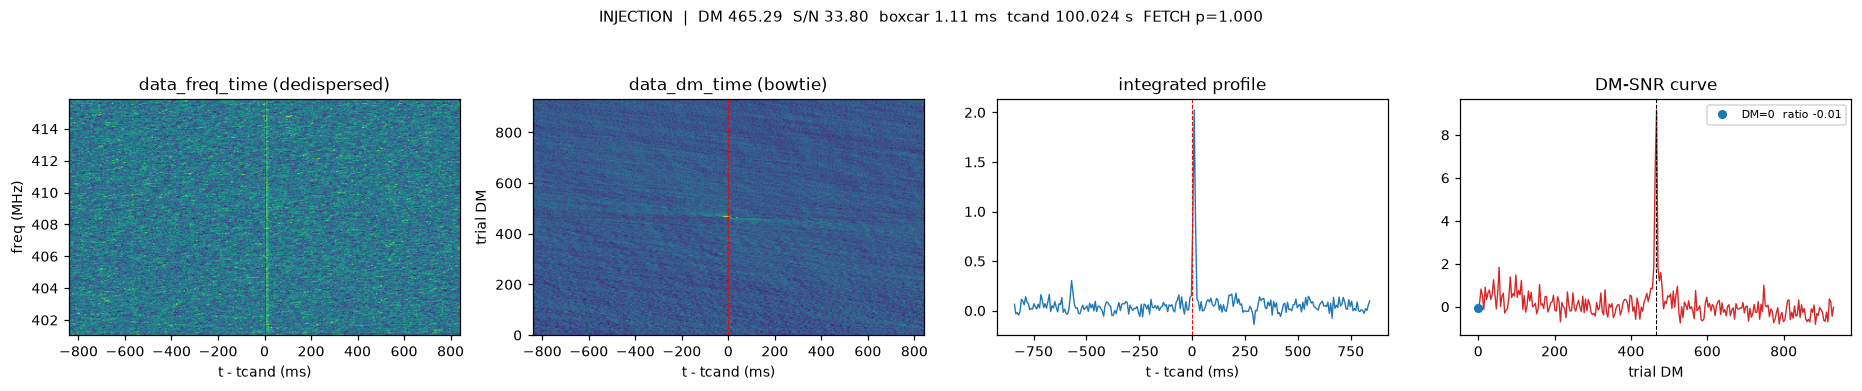 INJECTION | DM 465.29 S/N 33.80 boxcar 1.11 ms tcand 100.024 s FETCH p=1.000
data_freq_time (dedispersed)
freq (MHz)
414
412
410
408
406
404
402
−800 −600 −400 −200 0 200 400 600 800
t - tcand (ms)
data_dm_time (bowtie)
trial DM
800
600
400
200
0
−800 −600 −400 −200 0 200 400 600 800
t - tcand (ms)
integrated profile
2.0
1.5
1.0
0.5
0.0
−750 −500 −250 0 250 500 750
t - tcand (ms)
DM-SNR curve
DM=0 ratio -0.01
8
6
4
2
0
0 200 400 600 800
trial DM